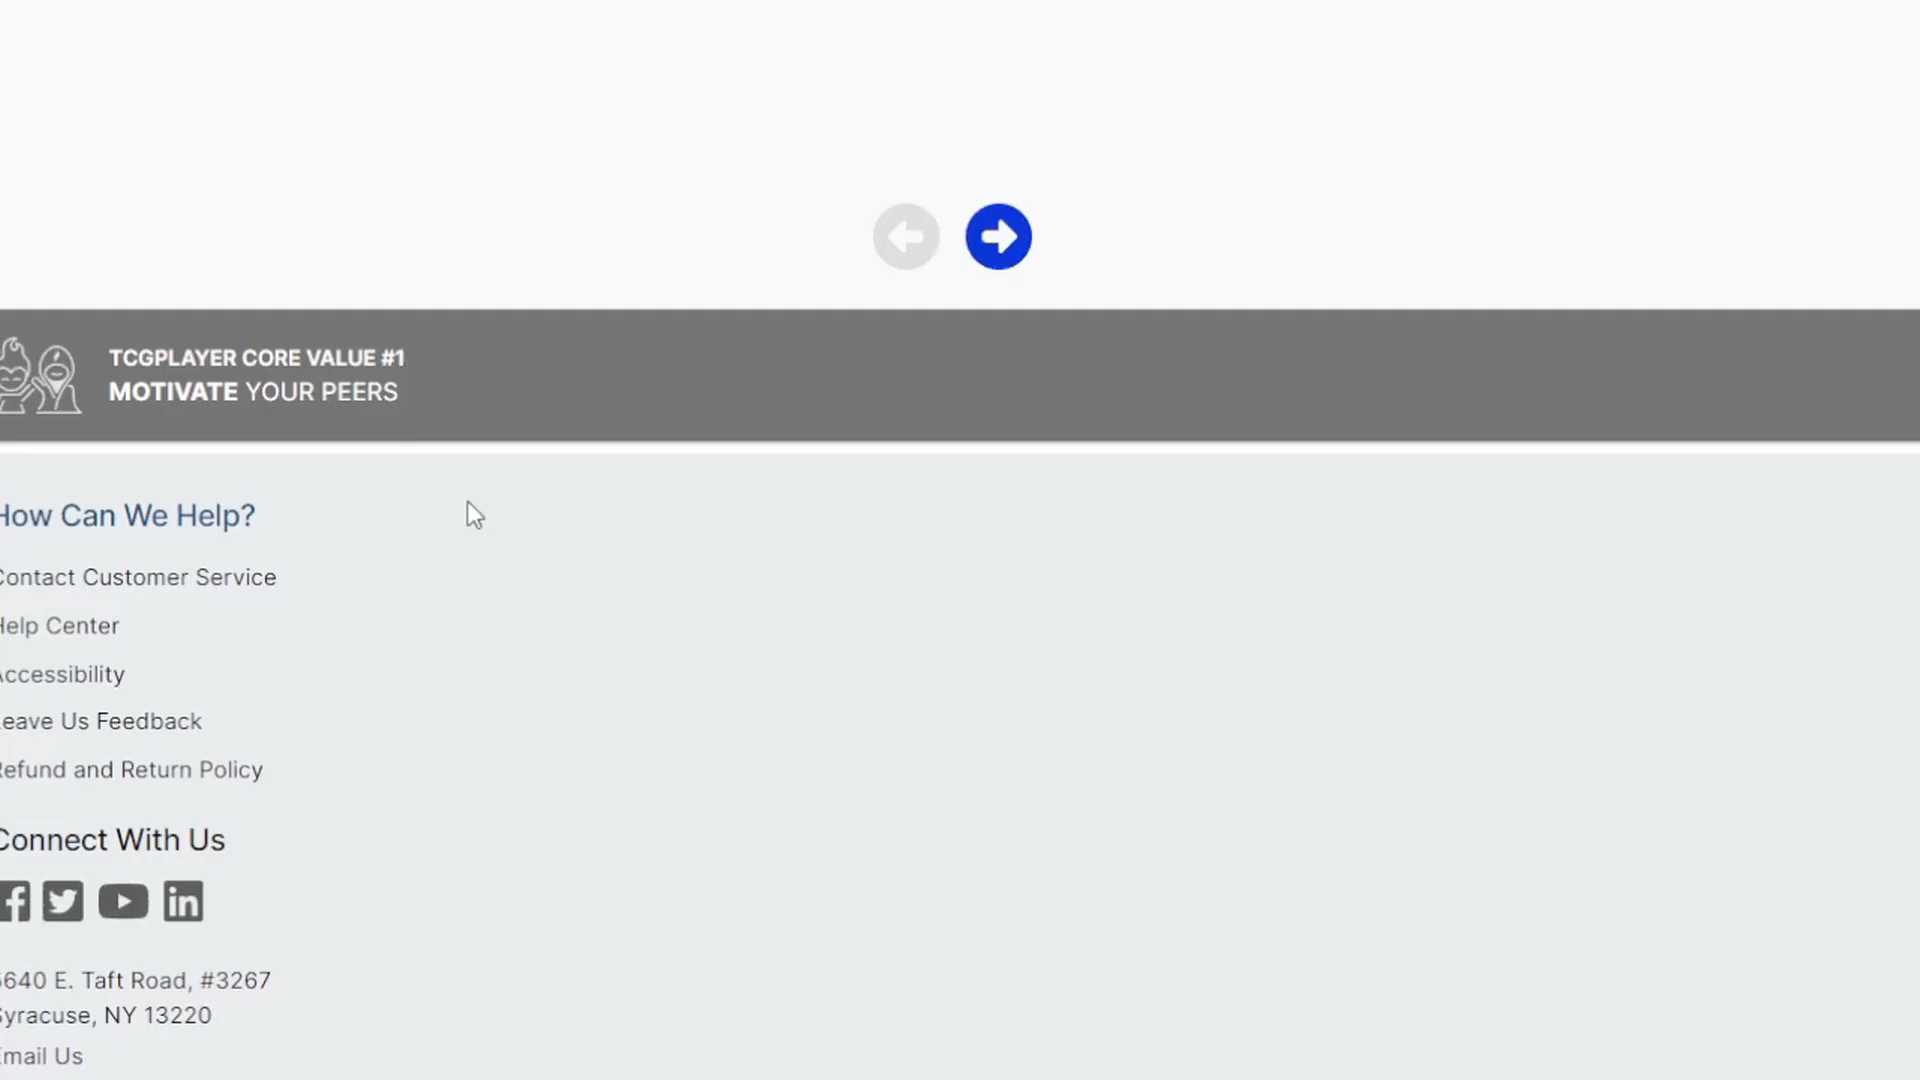 TCGPLAYER CORE VALUE #1
MOTIVATE YOUR PEERS
How Can We Help?
Contact Customer Service
Help Center
Accessibility
Leave Us Feedback
Refund and Return Policy
Connect With Us
5640 E. Taft Road, #3267
Syracuse, NY 13220
Email Us